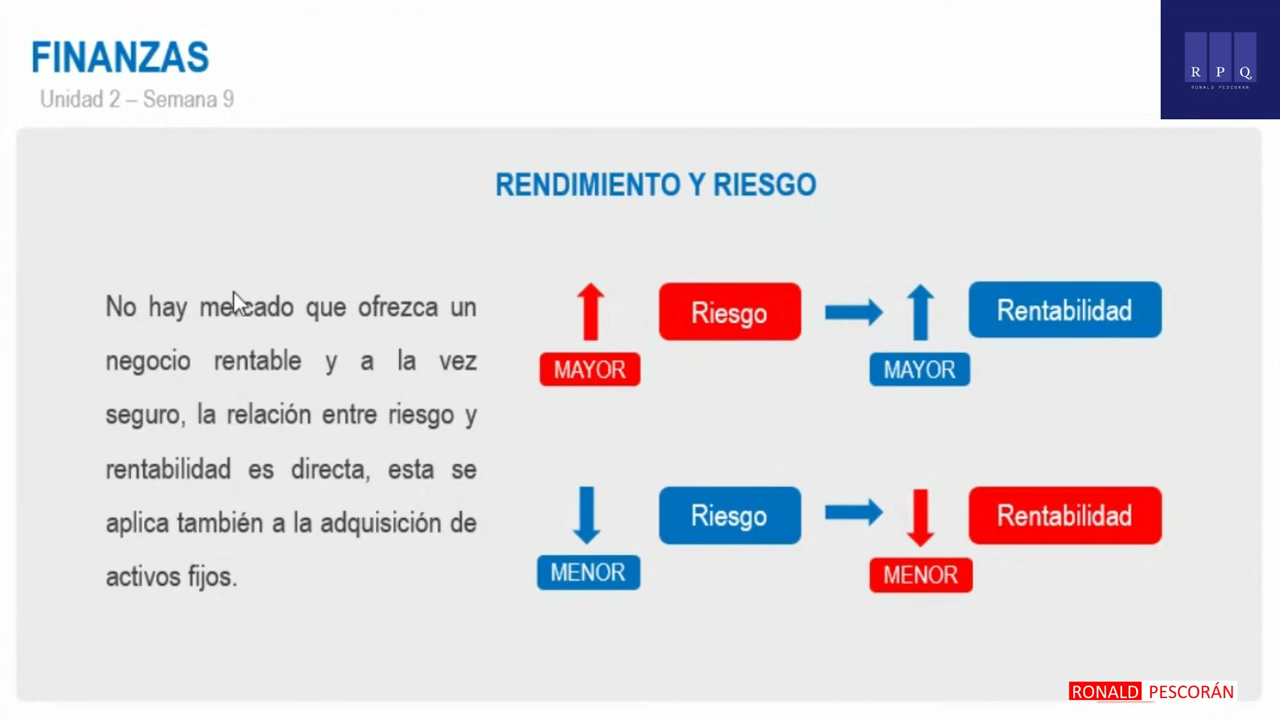 FINANZAS
Unidad 2 – Semana 9
R P Q
RONALD PESCORÁN
RENDIMIENTO Y RIESGO
No hay mercado que ofrezca un
negocio rentable y a la vez
seguro, la relación entre riesgo y
rentabilidad es directa, esta se
aplica también a la adquisición de
activos fijos.
Riesgo
Rentabilidad
MAYOR
MAYOR
Riesgo
Rentabilidad
MENOR
MENOR
RONALD PESCORÁN